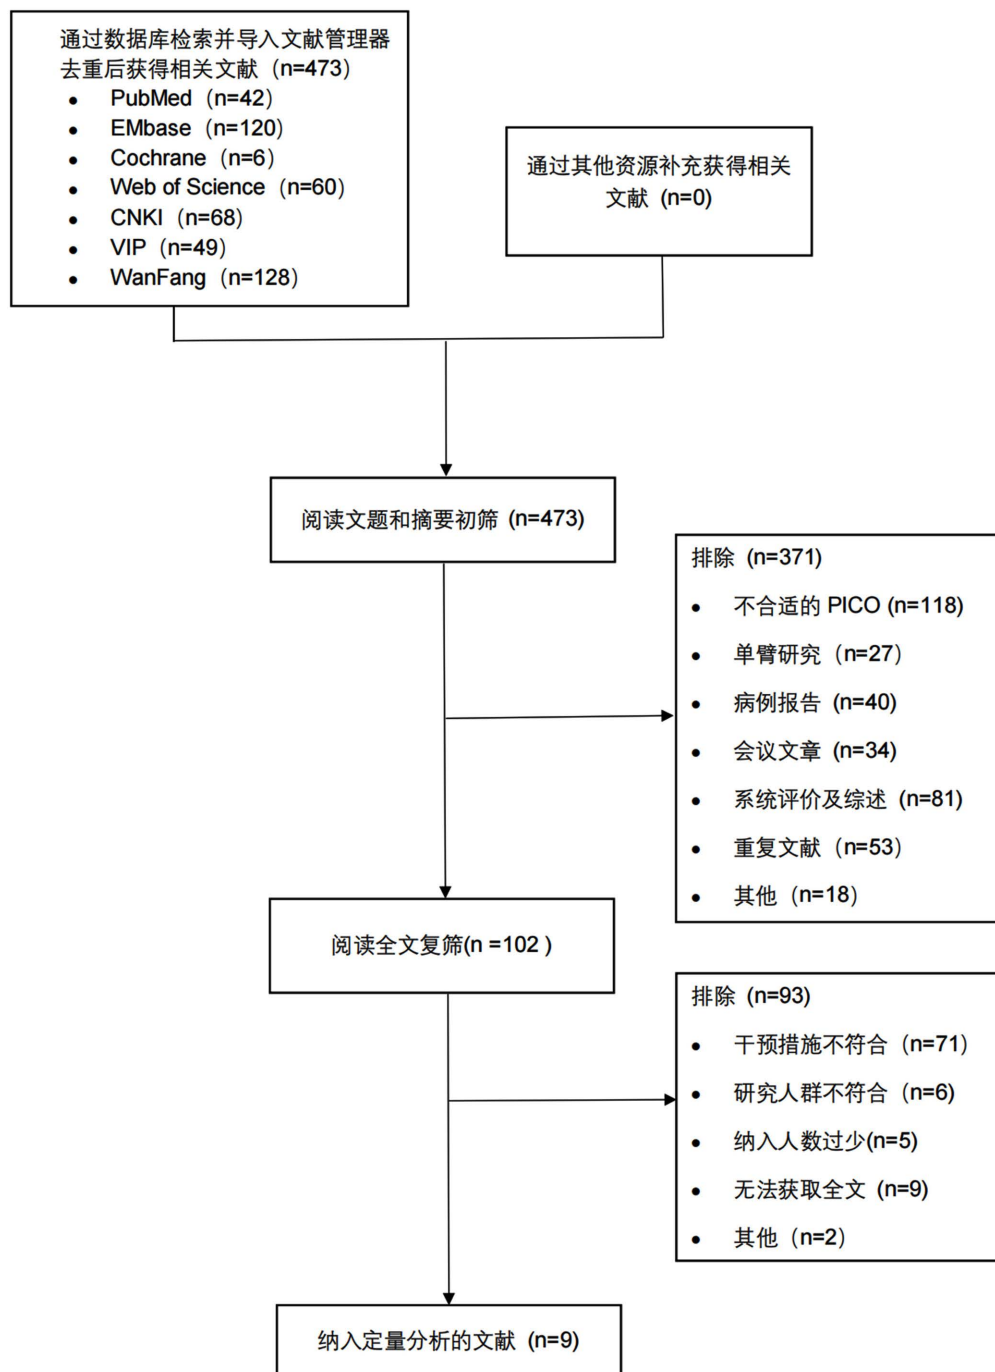 通过数据库检索并导入文献管理器
去重后获得相关文献（n=473）
• PubMed（n=42）
• EMbase（n=120）
• Cochrane（n=6）
• Web of Science（n=60）
• CNKI（n=68）
• VIP（n=49）
• WanFang（n=128）
通过其他资源补充获得相关
文献 (n=0)
阅读文题和摘要初筛 (n=473)
排除 (n=371)
• 不合适的 PICO (n=118)
• 单臂研究（n=27）
• 病例报告 (n=40)
• 会议文章 (n=34)
• 系统评价及综述 (n=81)
• 重复文献（n=53）
• 其他（n=18）
阅读全文复筛(n =102 )
排除 (n=93)
• 干预措施不符合（n=71）
• 研究人群不符合（n=6）
• 纳入人数过少(n=5)
• 无法获取全文 (n=9)
• 其他（n=2）
纳入定量分析的文献 (n=9)